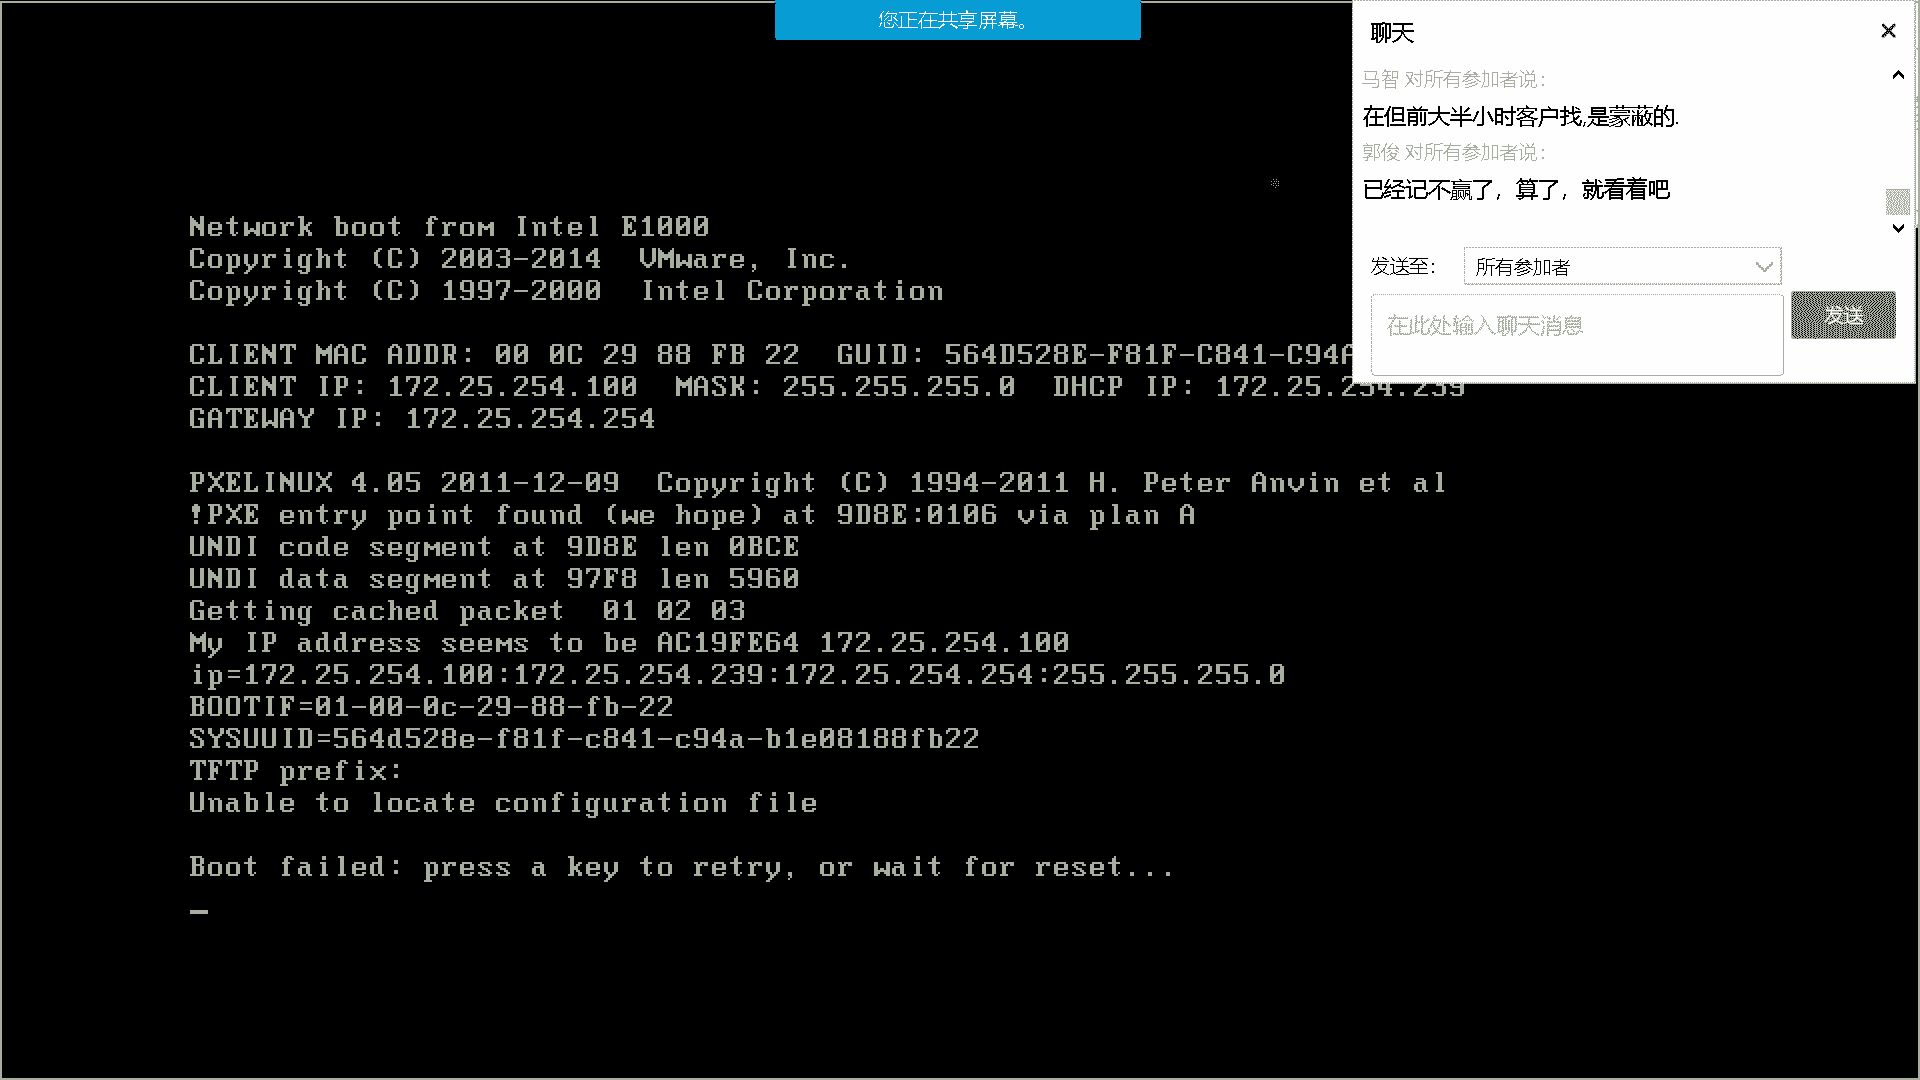 您正在共享屏幕。
聊天
马智 对所有参加者说：
在但前大半小时客户找,是蒙蔽的.
郭俊 对所有参加者说：
已经记不赢了，算了，就看着吧
发送至：
所有参加者
在此处输入聊天消息
发送
Network boot from Intel E1000
Copyright (C) 2003-2014  VMware, Inc.
Copyright (C) 1997-2000  Intel Corporation
CLIENT MAC ADDR: 00 0C 29 88 FB 22  GUID: 564D528E-F81F-C841-C94A
CLIENT IP: 172.25.254.100  MASK: 255.255.255.0  DHCP IP: 172.25.254.239
GATEWAY IP: 172.25.254.254
PXELINUX 4.05 2011-12-09  Copyright (C) 1994-2011 H. Peter Anvin et al
!PXE entry point found (we hope) at 9D8E:0106 via plan A
UNDI code segment at 9D8E len 0BCE
UNDI data segment at 97F8 len 5960
Getting cached packet  01 02 03
My IP address seems to be AC19FE64 172.25.254.100
ip=172.25.254.100:172.25.254.239:172.25.254.254:255.255.255.0
BOOTIF=01-00-0c-29-88-fb-22
SYSUUID=564d528e-f81f-c841-c94a-b1e08188fb22
TFTP prefix:
Unable to locate configuration file
Boot failed: press a key to retry, or wait for reset...